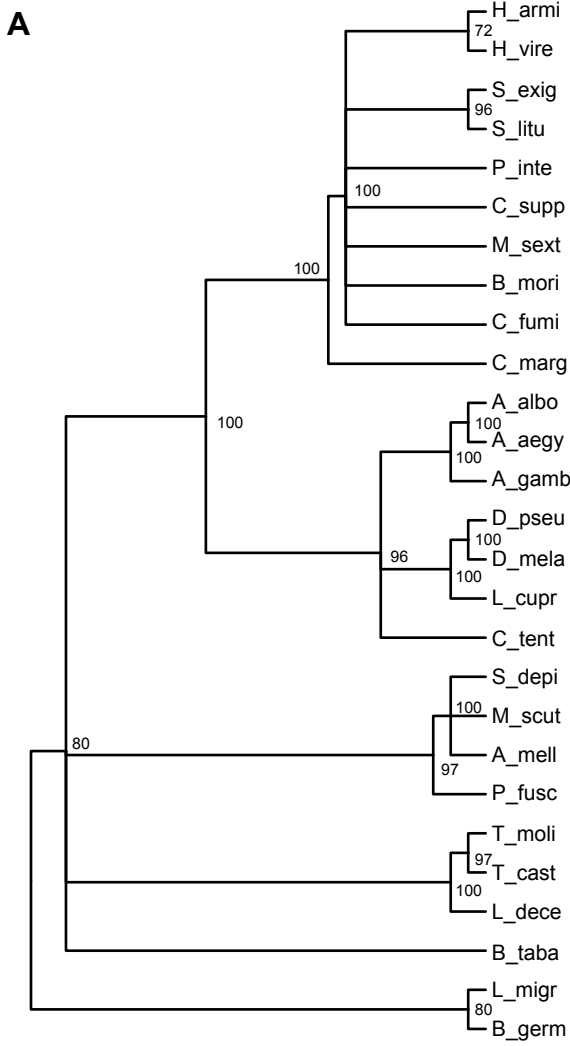 A
H_armi
72
H_vire
S_exig
96
S_litu
P_inte
100
C_supp
M_sext
100
B_mori
C_fumi
C_marg
A_albo
100
100
A_aegy
100
A_gamb
D_pseu
100
96
D_mela
100
L_cupr
C_tent
S_depi
100
M_scut
80
A_mell
97
P_fusc
T_moli
97
T_cast
100
L_dece
B_taba
L_migr
80
B_germ